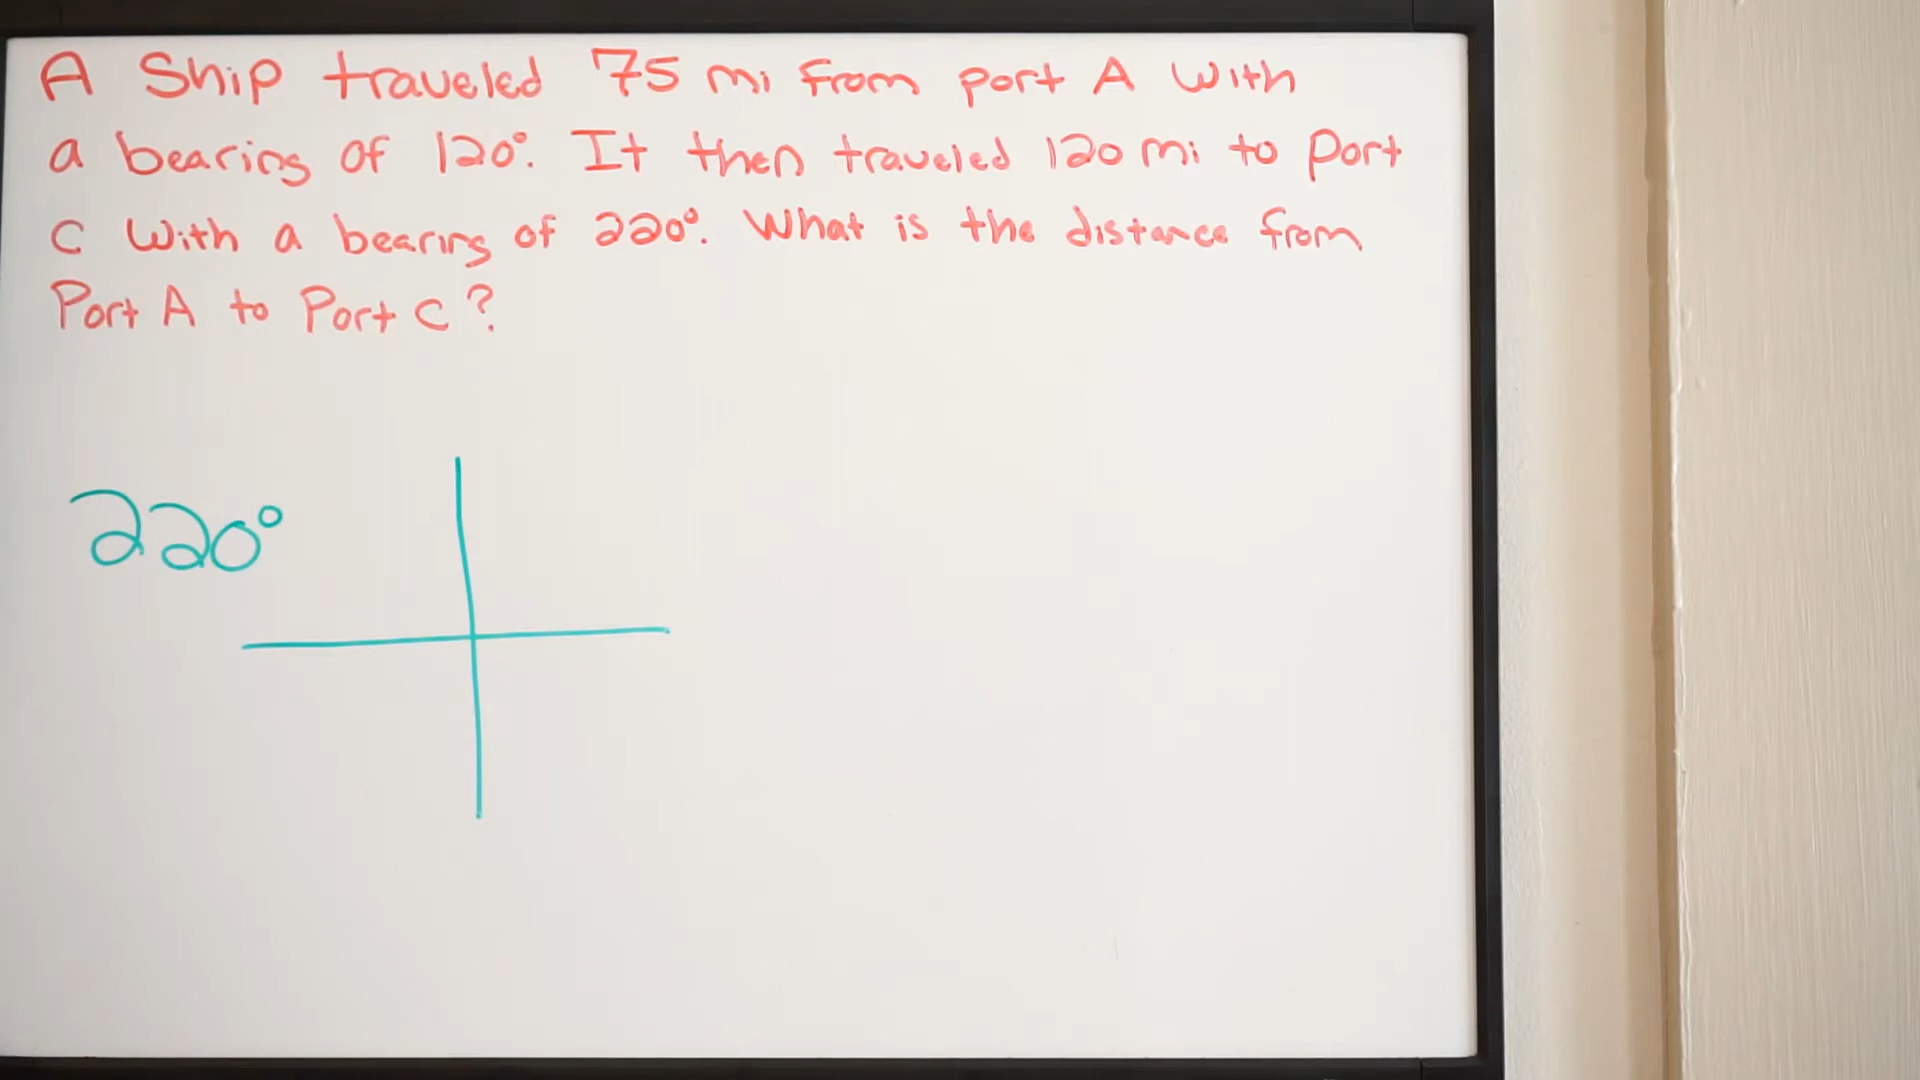 A Ship traveled 75 mi from port A with
a bearing of 120°. It then traveled 120 mi to Port
C with a bearing of 220°. What is the distance from
Port A to Port C?
220°